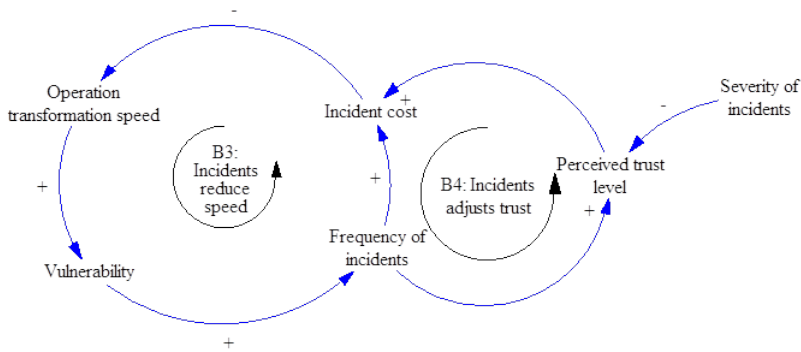 -
Operation
transformation speed
Incident cost
+
-
Severity of
incidents
B3:
Incidents
reduce
speed
+
+
B4: Incidents
adjusts trust
Perceived trust
level
+
Frequency of
incidents
Vulnerability
+